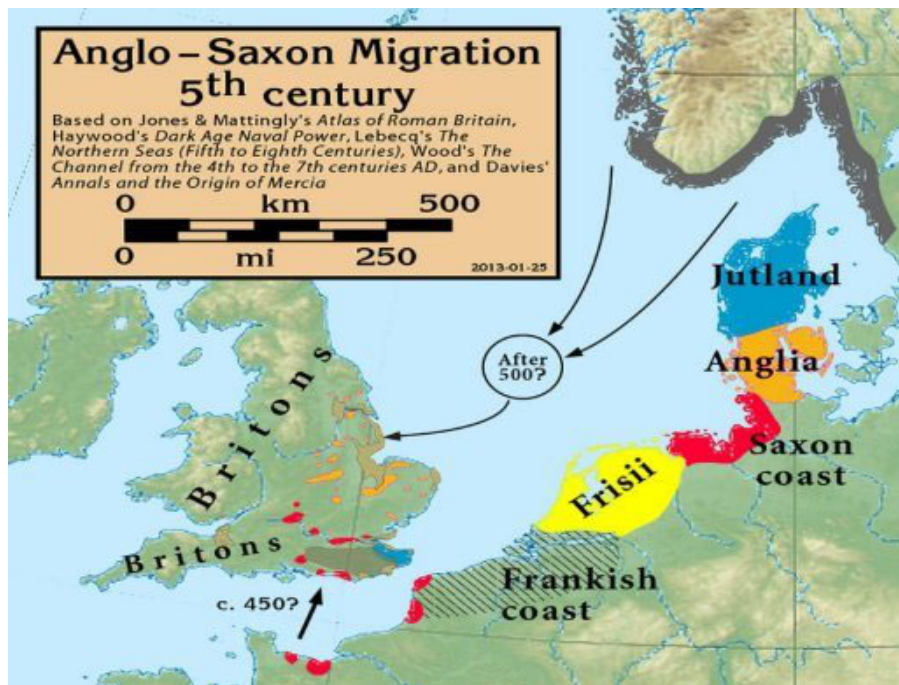 Anglo–Saxon Migration
5th century
Based on Jones & Mattingly's Atlas of Roman Britain,
Haywood's Dark Age Naval Power, Lebecq's The
Northern Seas (Fifth to Eighth Centuries), Wood's The
Channel from the 4th to the 7th centuries AD, and Davies'
Annals and the Origin of Mercia
0 km 500
0 mi 250
2013-01-25
Jutland
After
500?
Anglia
Britons
Saxon
coast
Frisii
Britons
Frankish
coast
c. 450?